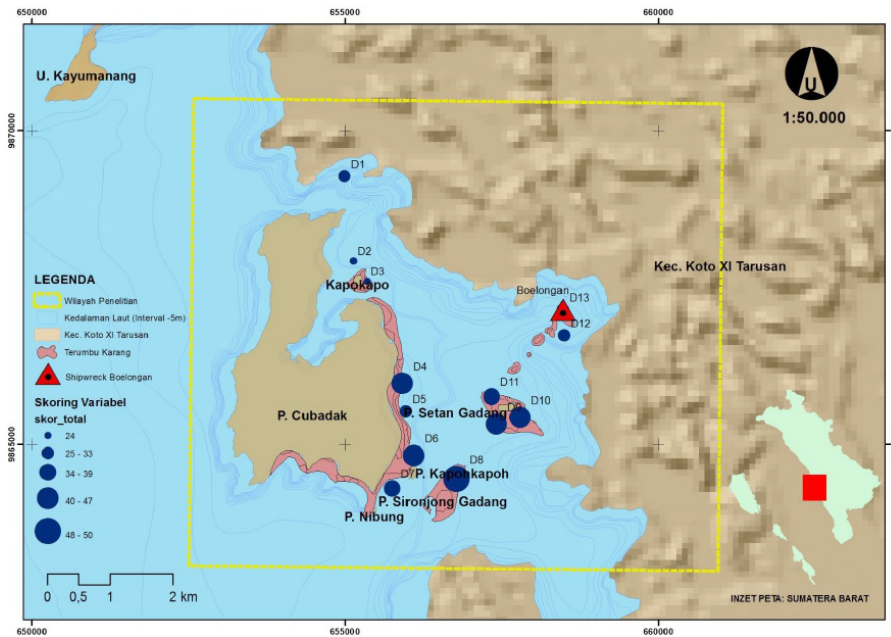 650000
655000
660000
U. Kayumanang
U
1:50.000
9870000
D1
D2
Kec. Koto XI Tarusan
D3
LEGENDA
Kapokapo
Boelongan
D13
Wilayah Penelitian
Kedalaman Laut (Interval -5m)
D12
Kec. Koto XI Tarusan
Terumbu Karang
D4
Shipwreck Boelongan
D11
D5
D10
Skoring Variabel
P. Setan Gadang
D9
P. Cubadak
skor_total
24
9865000
25 - 33
D6
D8
34 - 39
D7
P. Kapohkapoh
40 - 47
P. Sironjong Gadang
P. Nibung
48 - 50
0 0,5 1 2 km
INZET PETA: SUMATERA BARAT
650000
655000
660000